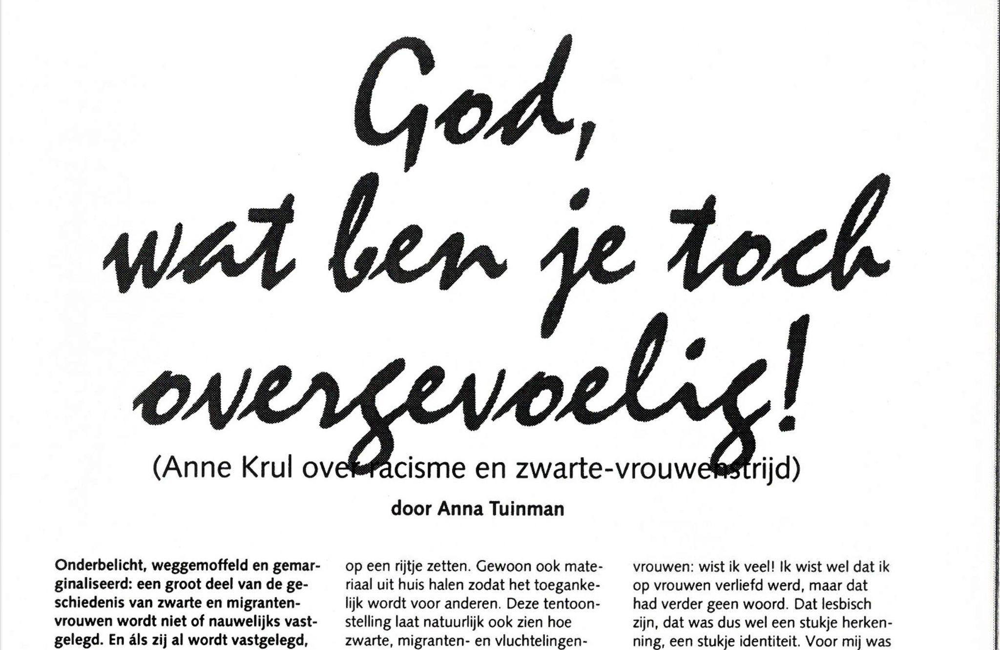 God,
wat ben je toch
overgevoelig!
(Anne Krul over racisme en zwarte-vrouwenstrijd)
door Anna Tuinman
Onderbelicht, weggemoffeld en gemar-
ginaliseerd: een groot deel van de ge-
schiedenis van zwarte en migranten-
vrouwen wordt niet of nauwelijks vast-
gelegd. En áls zij al wordt vastgelegd,
op een rijtje zetten. Gewoon ook mate-
riaal uit huis halen zodat het toeganke-
lijk wordt voor anderen. Deze tentoon-
stelling laat natuurlijk ook zien hoe
zwarte, migranten- en vluchtelingen-
vrouwen: wist ik veel! Ik wist wel dat ik
op vrouwen verliefd werd, maar dat
had verder geen woord. Dat lesbisch
zijn, dat was dus wel een stukje herken-
ning, een stukje identiteit. Voor mij was